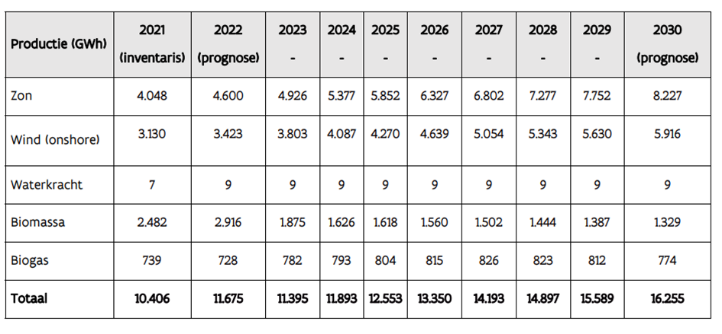 Productie (GWh) 2021 (inventaris) 2022 (prognose) 2023 - 2024 - 2025 - 2026 - 2027 - 2028 - 2029 - 2030 (prognose)
Zon 4.048 4.600 4.926 5.377 5.852 6.327 6.802 7.277 7.752 8.227
Wind (onshore) 3.130 3.423 3.803 4.087 4.270 4.639 5.054 5.343 5.630 5.916
Waterkracht 7 9 9 9 9 9 9 9 9 9
Biomassa 2.482 2.916 1.875 1.626 1.618 1.560 1.502 1.444 1.387 1.329
Biogas 739 728 782 793 804 815 826 823 812 774
Totaal 10.406 11.675 11.395 11.893 12.553 13.350 14.193 14.897 15.589 16.255